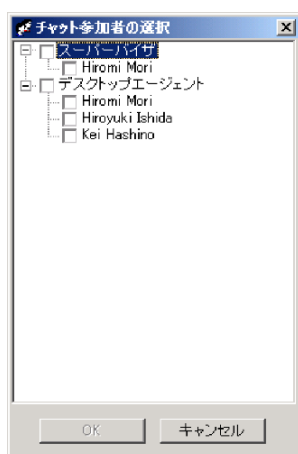 チャット参加者の選択
スーパーバイザ
Hiromi Mori
デスクトップエージェント
Hiromi Mori
Hiroyuki Ishida
Kei Hashino
OK
キャンセル